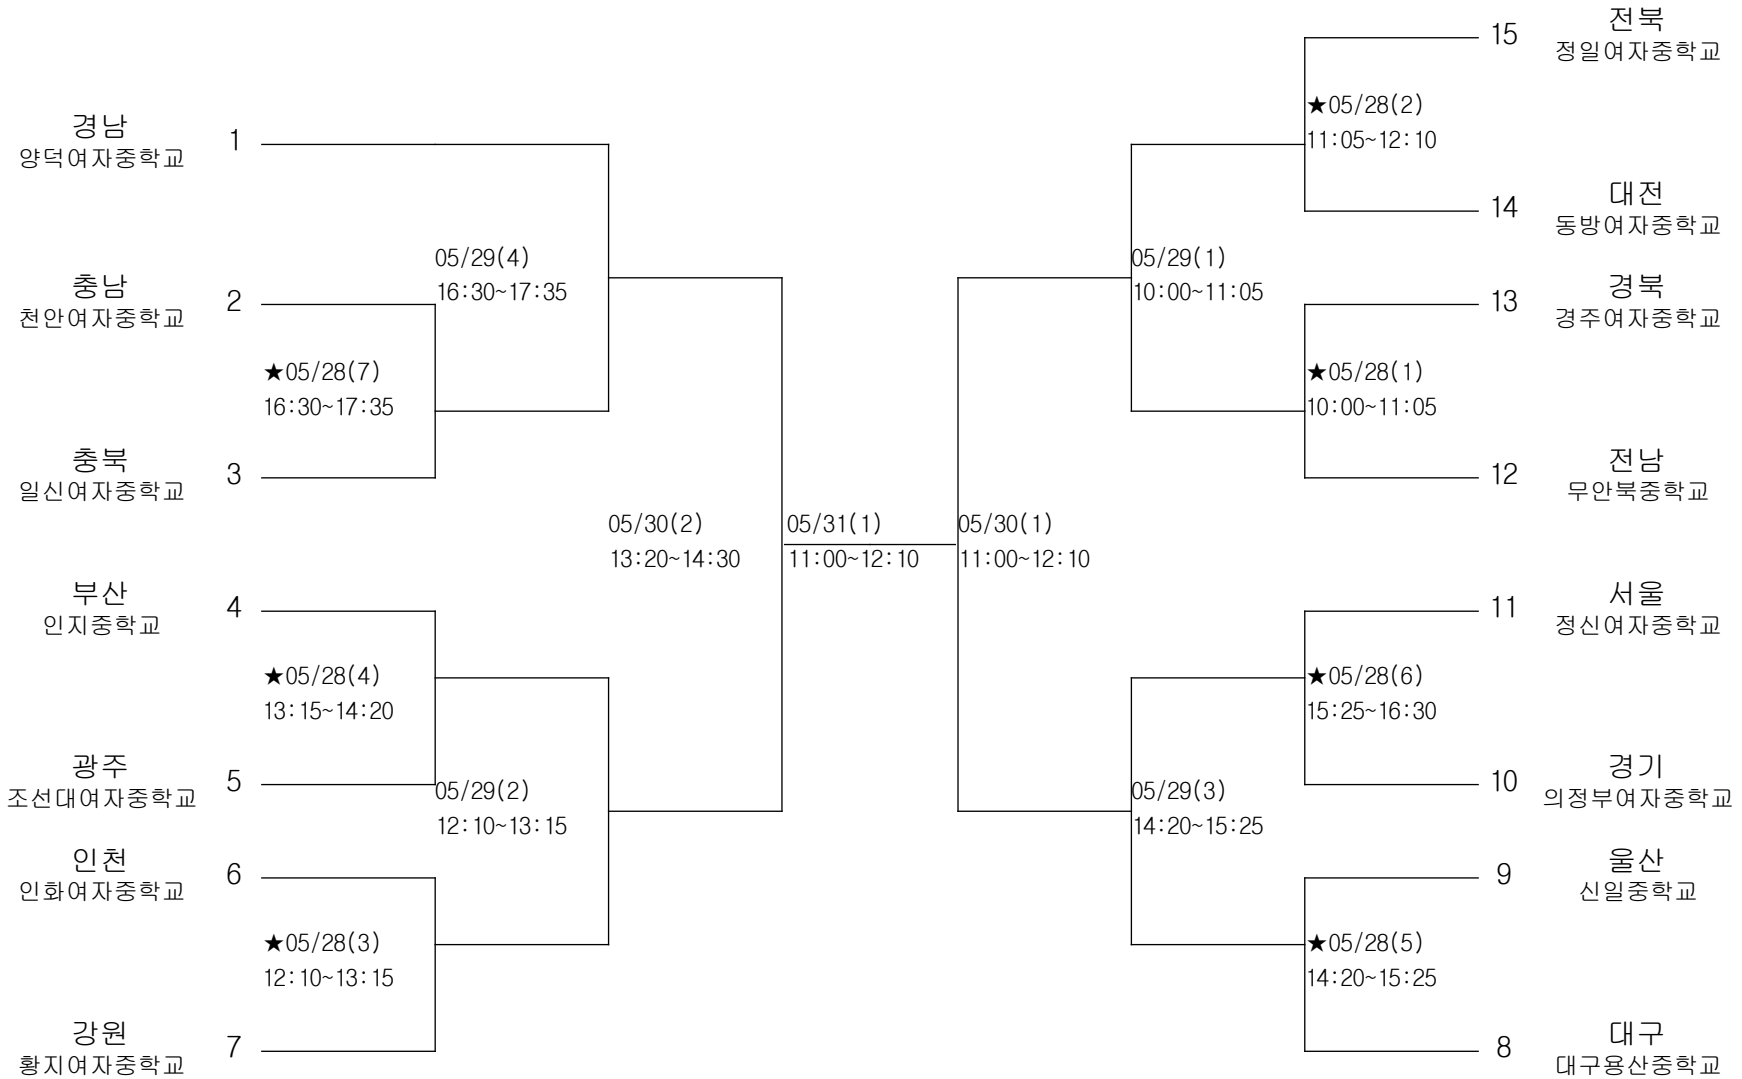 경남
양덕여자중학교
1
충남
천안여자중학교
2
05/29(4)
16:30~17:35
★05/28(7)
16:30~17:35
충북
일신여자중학교
3
05/30(2)
13:20~14:30
부산
인지중학교
4
★05/28(4)
13:15~14:20
광주
조선대여자중학교
5
05/29(2)
12:10~13:15
인천
인화여자중학교
6
★05/28(3)
12:10~13:15
강원
황지여자중학교
7
05/31(1)
11:00~12:10
05/30(1)
11:00~12:10
15
전북
정일여자중학교
★05/28(2)
11:05~12:10
14
대전
동방여자중학교
05/29(1)
10:00~11:05
13
경북
경주여자중학교
★05/28(1)
10:00~11:05
12
전남
무안북중학교
11
서울
정신여자중학교
★05/28(6)
15:25~16:30
10
경기
의정부여자중학교
05/29(3)
14:20~15:25
9
울산
신일중학교
★05/28(5)
14:20~15:25
8
대구
대구용산중학교